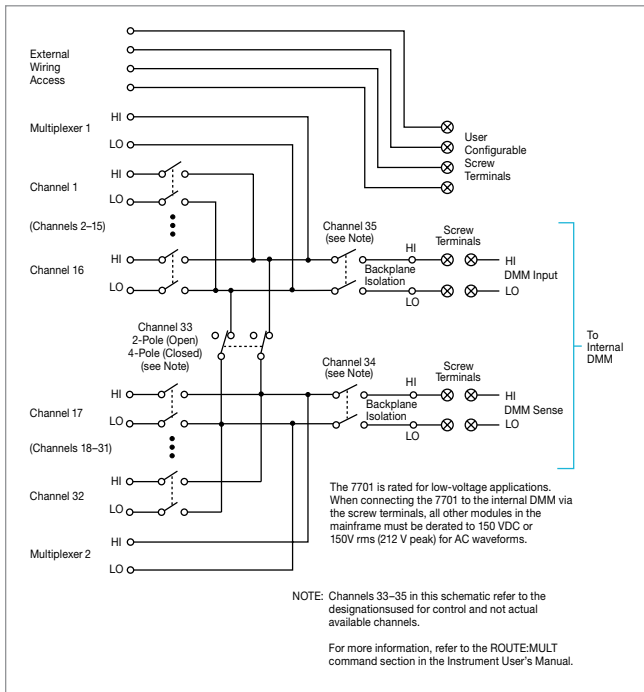 External
Wiring
Access
Multiplexer 1
HI
LO
User
Configurable
Screw
Terminals
Channel 1
HI
LO
(Channels 2–15)
Channel 16
HI
LO
Channel 35
(see Note)
Backplane
Isolation
HI
LO
Screw
Terminals
HI
DMM Input
LO
Channel 33
2-Pole (Open)
4-Pole (Closed)
(see Note)
To
Internal
DMM
Channel 17
HI
LO
(Channels 18–31)
Channel 34
(see Note)
Backplane
Isolation
HI
LO
Screw
Terminals
HI
DMM Sense
LO
Channel 32
HI
LO
Multiplexer 2
HI
LO
The 7701 is rated for low-voltage applications.
When connecting the 7701 to the internal DMM via
the screw terminals, all other modules in the
mainframe must be derated to 150 VDC or
150V rms (212 V peak) for AC waveforms.
NOTE: Channels 33–35 in this schematic refer to the
designationsused for control and not actual
available channels.
For more information, refer to the ROUTE:MULT
command section in the Instrument User's Manual.